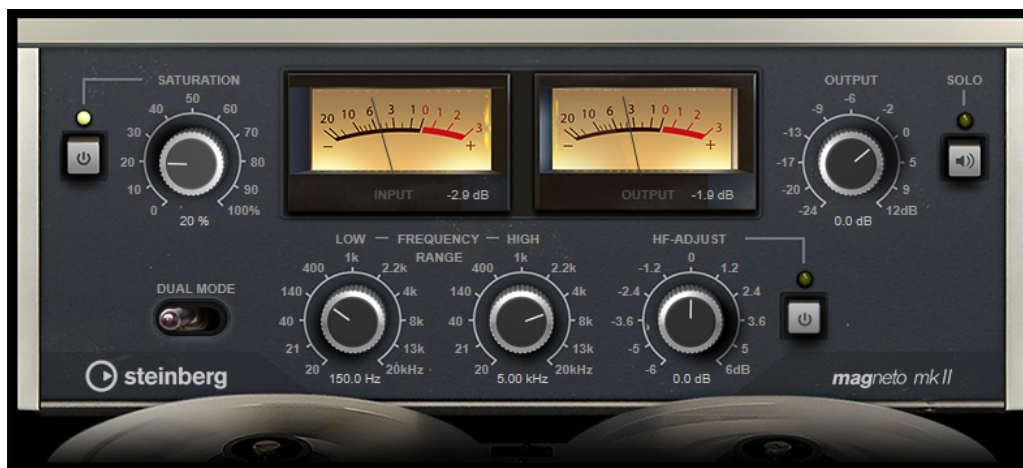 SATURATION
0 10 20 30 40 50 60 70 80 90 100%
20 %
20 10 6 3 1 0 1 2 3
− +
INPUT -2.9 dB
20 10 6 3 1 0 1 2 3
− +
OUTPUT -1.9 dB
OUTPUT
-24 -20 -17 -13 -9 -6 -2 0 5 9 12dB
0.0 dB
SOLO
DUAL MODE
LOW FREQUENCY HIGH
RANGE
20 21 40 140 400 1k 2.2k 4k 8k 13k 20kHz
150.0 Hz
20 21 40 140 400 1k 2.2k 4k 8k 13k 20kHz
5.00 kHz
HF-ADJUST
-6 -5 -3.6 -2.4 -1.2 0 1.2 2.4 3.6 5 6dB
0.0 dB
steinberg
magneto mkII